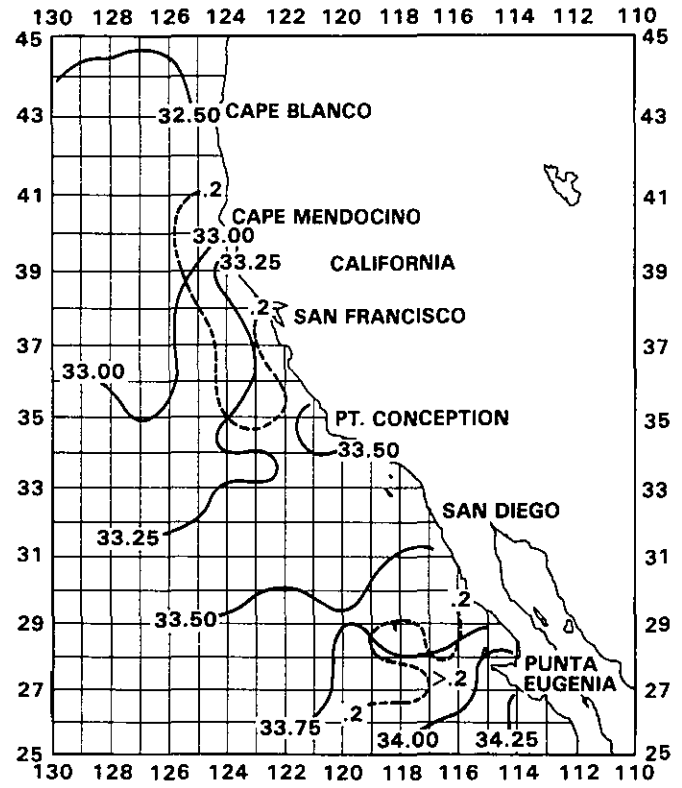 130 128 126 124 122 120 118 116 114 112 110
45 45
32.50 CAPE BLANCO
43 43
.2
41 41
CAPE MENDOCINO
33.00
33.25 CALIFORNIA
39 39
.2 SAN FRANCISCO
37 37
33.00
35 PT. CONCEPTION 35
33.50
33 33
SAN DIEGO
33.25
31 31
.2
33.50
29 29
PUNTA
>.2 EUGENIA
27 27
.2
33.75 34.00 34.25
25 25
130 128 126 124 122 120 118 116 114 112 110